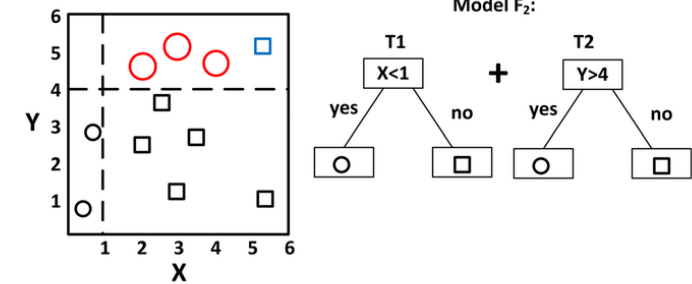 Model F₂:
6
5
4
3
2
1
Y
1 2 3 4 5 6
X
T1
X<1
yes
no
+
T2
Y>4
yes
no